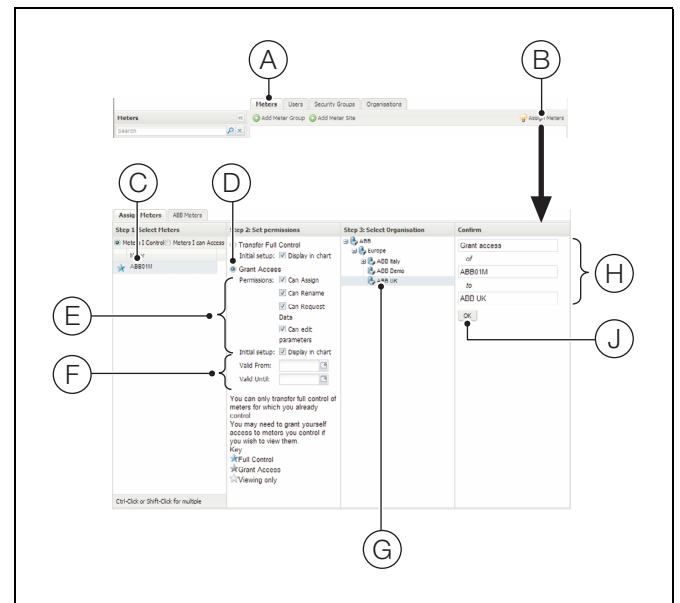 A
B
Meters Users Security Groups Organisations
Meters Add Meter Group Add Meter Site Assign Meters
Search
C
D
Assign Meters ABB Meters
Step 1: Select Meters Step 2: Set permissions Step 3: Select Organisation Confirm
Meters I Control Meters I can Access
Transfer Full Control
Initial setup: Display in chart
ABB
Grant access
Europe
of
ABB01M
Grant Access
ABB Italy
ABB01M
H
Permissions: Can Assign
ABB Demo
to
Can Rename
ABB UK
ABB UK
E
Can Request
Data
OK
J
Can edit
parameters
Initial setup: Display in chart
F
Valid From:
Valid Until:
You can only transfer full control of
meters for which you already
control
You may need to grant yourself
access to meters you control if
you wish to view them.
Key
Full Control
Grant Access
Viewing only
Ctrl-Click or Shift-Click for multiple
G